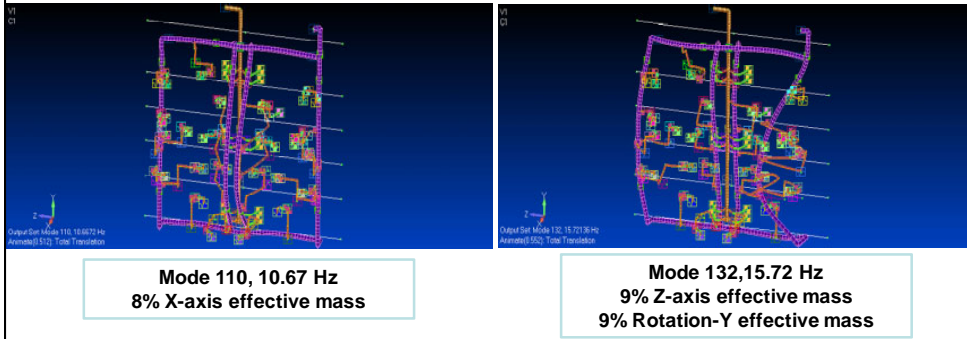 V1
C1
Y
Z
X
Output Set: Mode 110, 10.6672 Hz
Animate(0.512): Total Translation
V1
C1
Y
Z
Output Set: Mode 132, 15.72136 Hz
Animate(0.552): Total Translation
Mode 110, 10.67 Hz
8% X-axis effective mass
Mode 132,15.72 Hz
9% Z-axis effective mass
9% Rotation-Y effective mass